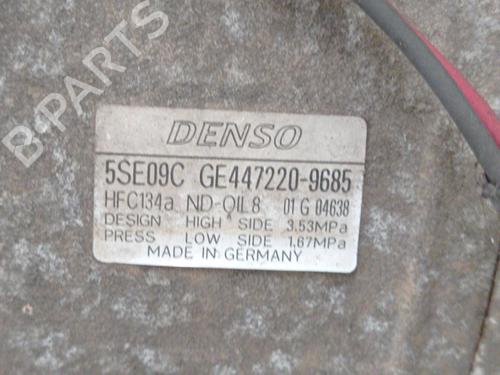 B-PARTS
DENSO
5SE09C GE447220-9685
HFC134a ND-OIL8 01 G 04638
DESIGN HIGH SIDE 3.53MPa
PRESS LOW SIDE 1.67MPa
MADE IN GERMANY